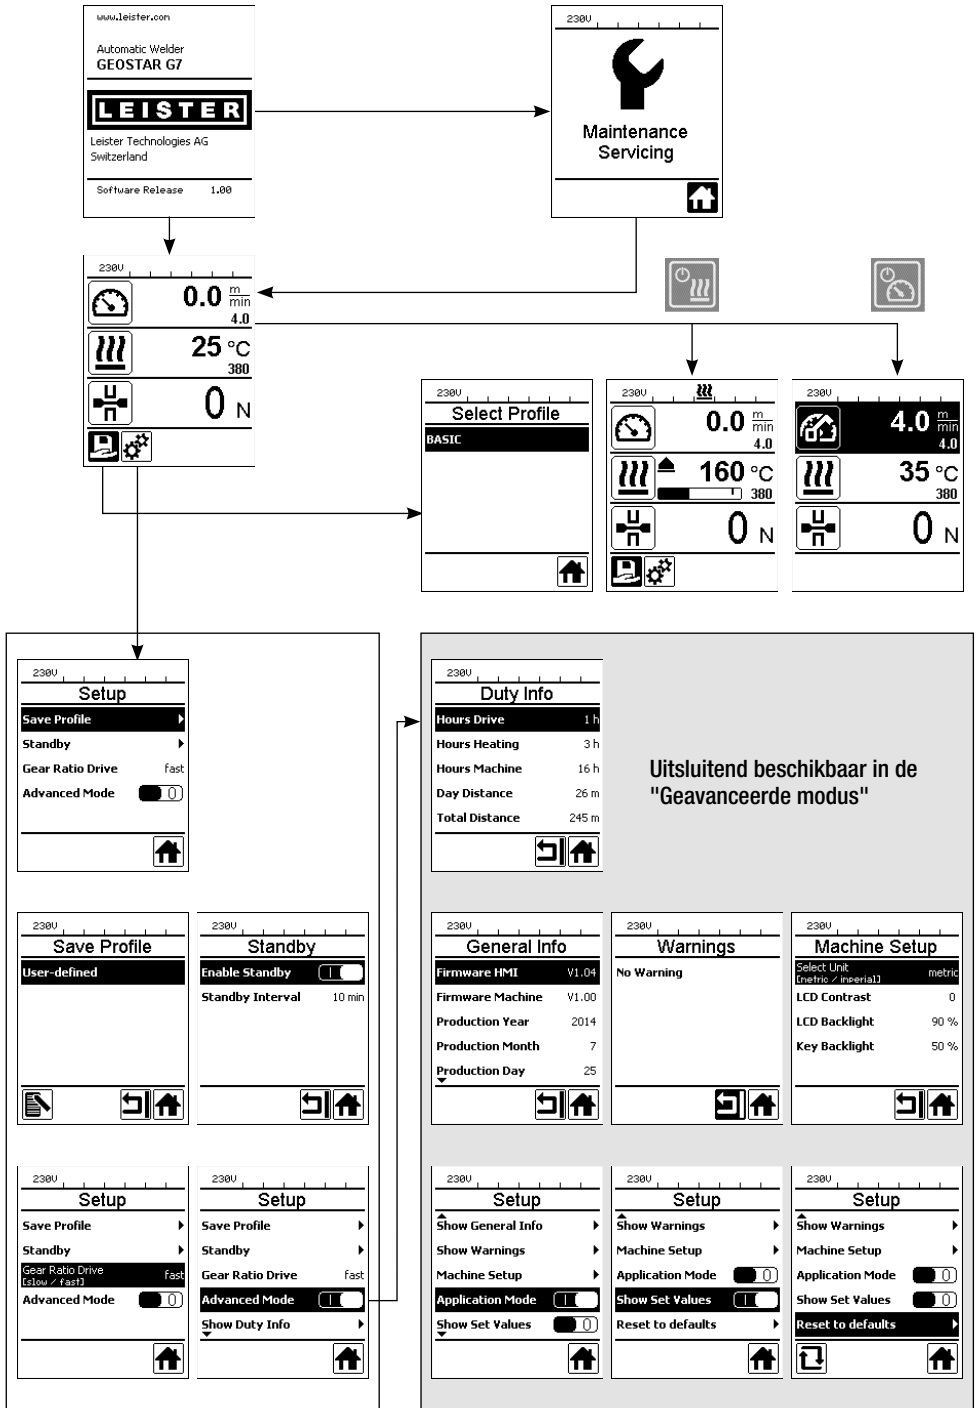 www.leister.com
Automatic Welder
GEOSTAR G7
LEISTER
Leister Technologies AG
Switzerland
Software Release 1.00
230V
Maintenance
Servicing
230V
0.0 m/min
4.0
25 °C
380
0 N
230V
Select Profile
BASIC
230V
0.0 m/min
4.0
160 °C
380
0 N
230V
4.0 m/min
4.0
35 °C
380
0 N
230V
Setup
Save Profile
Standby
Gear Ratio Drive fast
Advanced Mode 0
230V
Duty Info
Hours Drive 1 h
Hours Heating 3 h
Hours Machine 16 h
Day Distance 26 m
Total Distance 245 m
Uitsluitend beschikbaar in de
"Geavanceerde modus"
230V
Save Profile
User-defined
230V
Standby
Enable Standby I
Standby Interval 10 min
230V
General Info
Firmware HMI V1.04
Firmware Machine V1.00
Production Year 2014
Production Month 7
Production Day 25
230V
Warnings
No Warning
230V
Machine Setup
Select Unit
[metric / imperial] metric
LCD Contrast 0
LCD Backlight 90 %
Key Backlight 50 %
230V
Setup
Save Profile
Standby
Gear Ratio Drive
[slow / fast] fast
Advanced Mode 0
230V
Setup
Save Profile
Standby
Gear Ratio Drive fast
Advanced Mode I
Show Duty Info
230V
Setup
Show General Info
Show Warnings
Machine Setup
Application Mode I
Show Set Values 0
230V
Setup
Show Warnings
Machine Setup
Application Mode 0
Show Set Values I
Reset to defaults
230V
Setup
Show Warnings
Machine Setup
Application Mode 0
Show Set Values 0
Reset to defaults